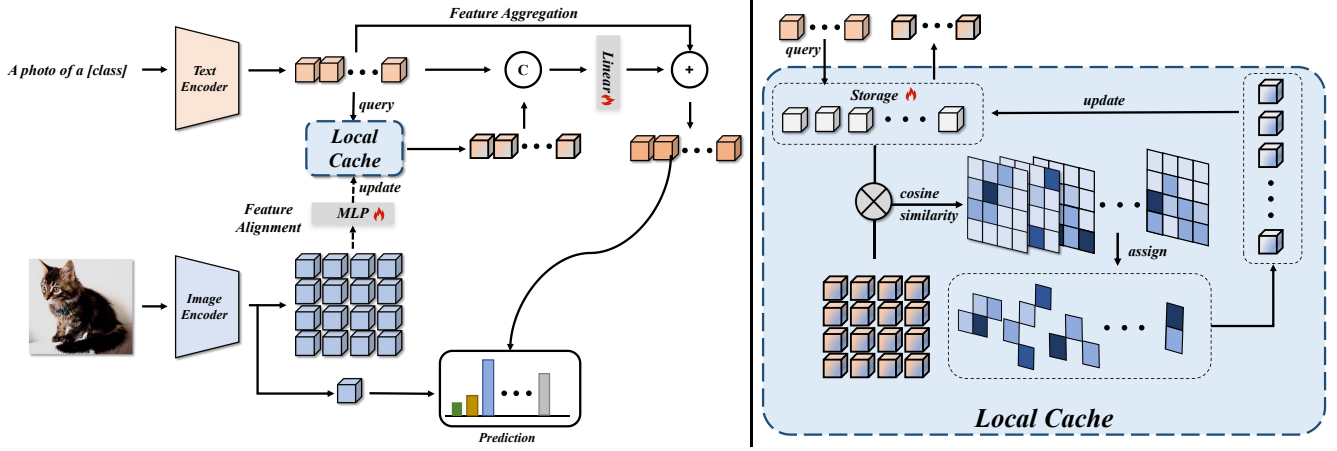 Feature Aggregation
A photo of a [class]
Text
Encoder
C
Linear
+
query
Local
Cache
update
Feature
Alignment
MLP
Image
Encoder
Prediction
query
Storage
update
cosine
similarity
assign
Local Cache